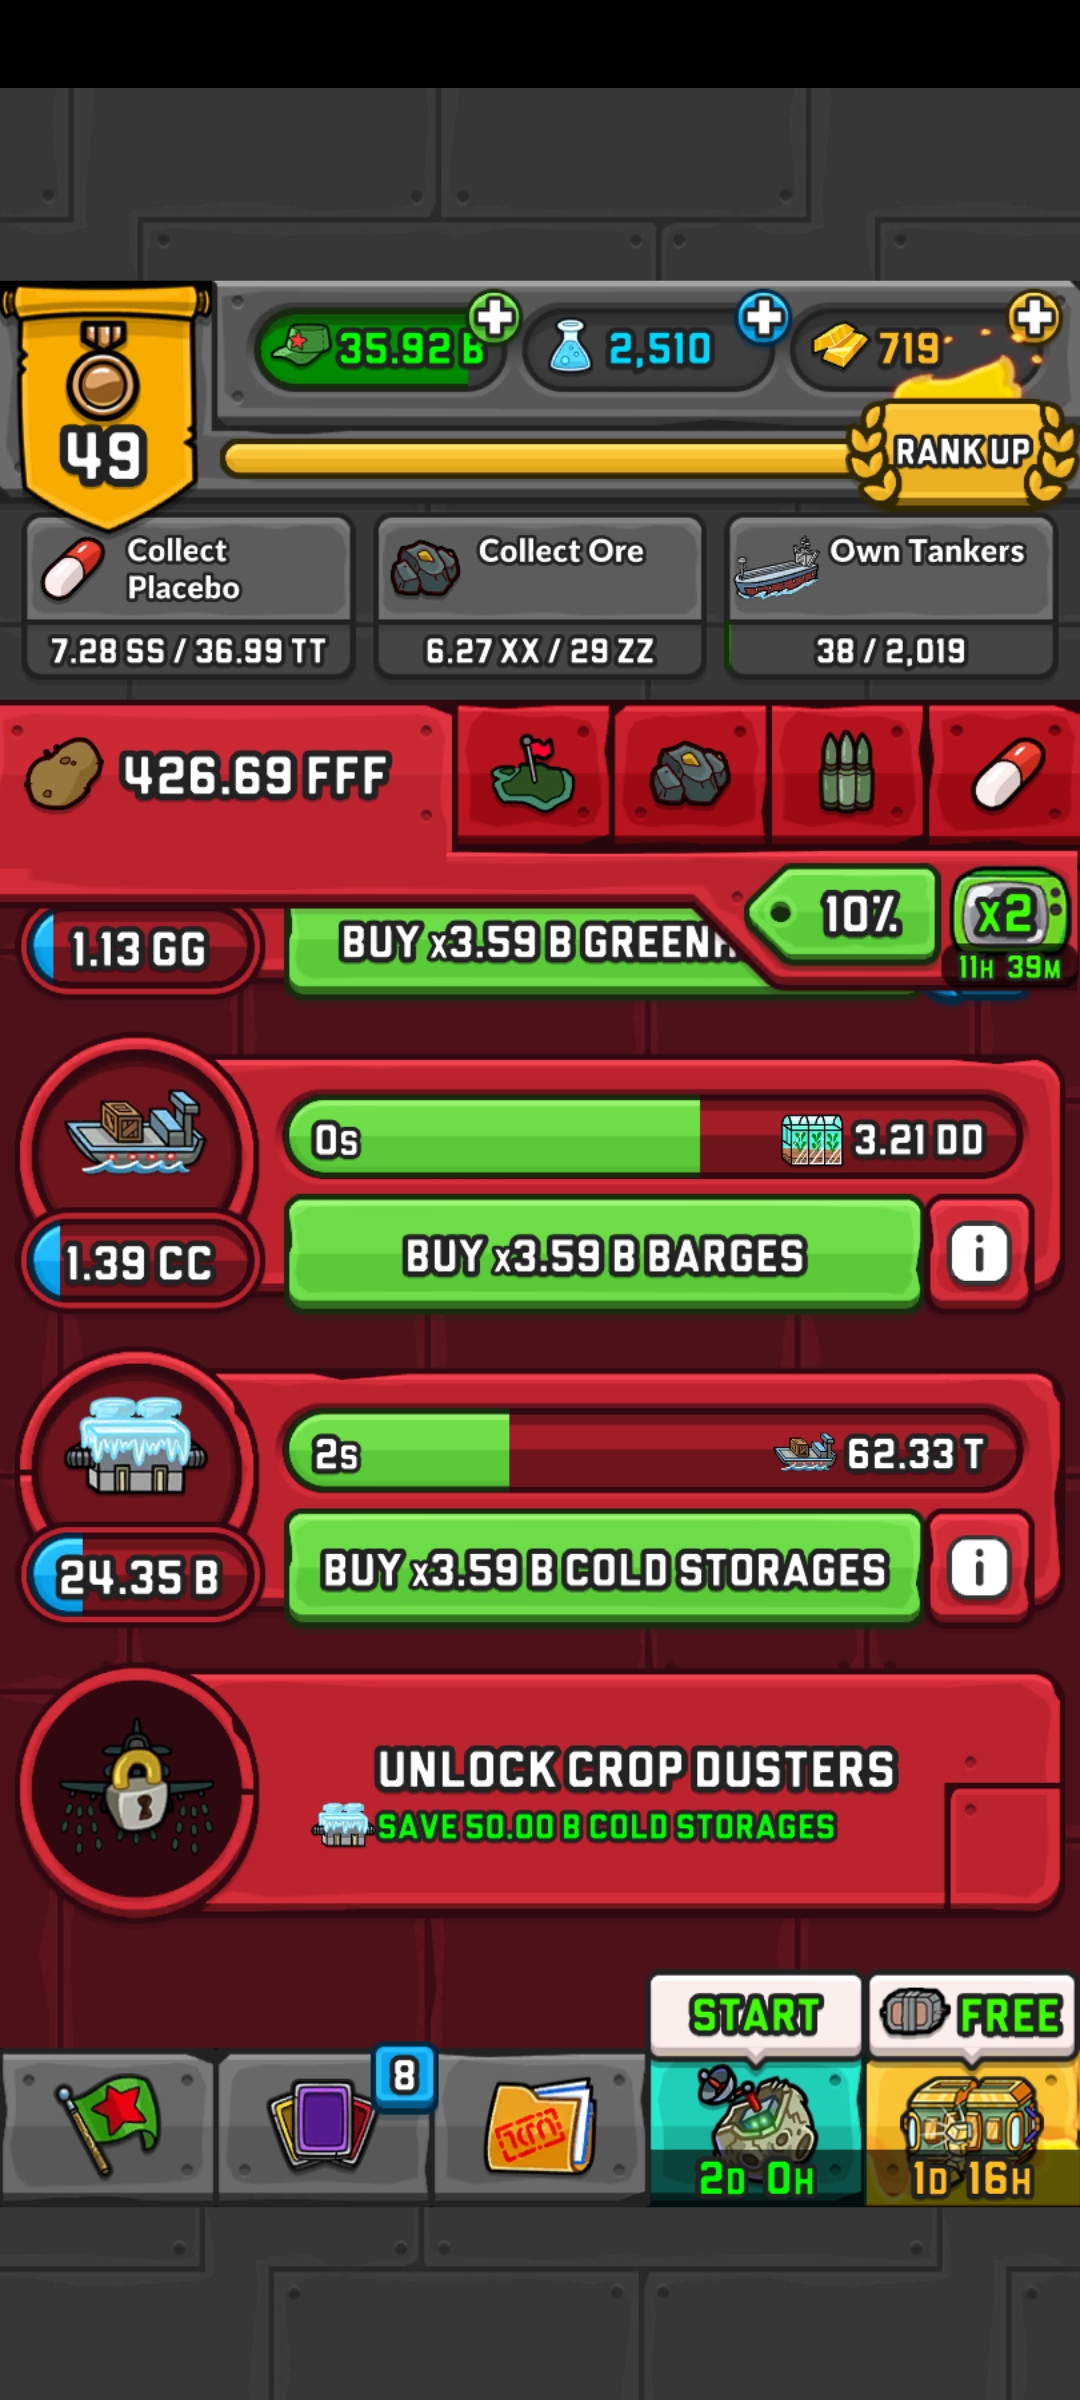 35.92 B
2,510
719
49
RANK UP
Collect
Placebo
7.28 SS / 36.99 TT
Collect Ore
6.27 XX / 29 ZZ
Own Tankers
38 / 2,019
426.69 FFF
10%
x2
11H 39M
1.13 GG
BUY x3.59 B GREENH
0s
3.21 DD
1.39 CC
BUY x3.59 B BARGES
2s
62.33 T
24.35 B
BUY x3.59 B COLD STORAGES
UNLOCK CROP DUSTERS
SAVE 50.00 B COLD STORAGES
START
FREE
8
2D 0H
1D 16H